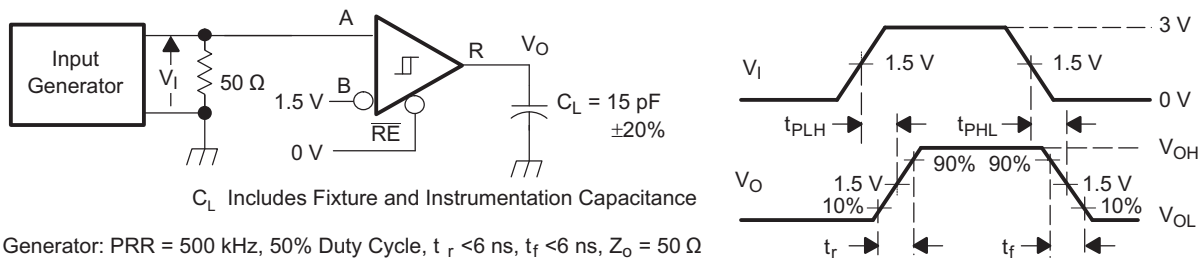 Input
Generator
V_I
50 Ω
A
B
1.5 V
R̅E̅
0 V
R
V_O
C_L = 15 pF
±20%
C_L Includes Fixture and Instrumentation Capacitance
Generator: PRR = 500 kHz, 50% Duty Cycle, t_r <6 ns, t_f <6 ns, Z_o = 50 Ω
3 V
V_I
1.5 V
1.5 V
0 V
t_PLH
t_PHL
V_OH
90%
90%
V_O
1.5 V
1.5 V
10%
10%
V_OL
t_r
t_f